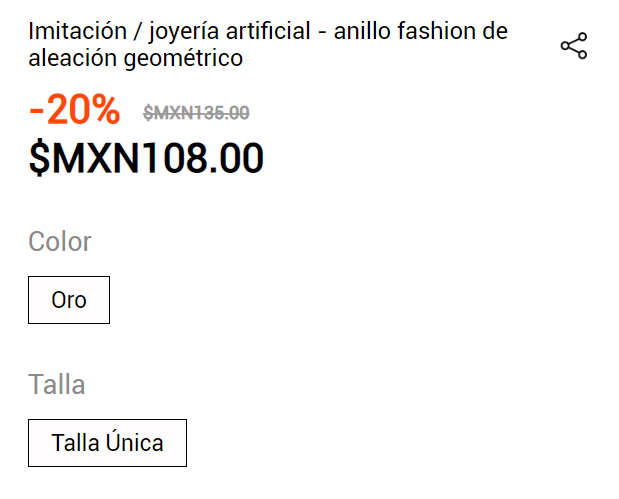 Imitación / joyería artificial - anillo fashion de
aleación geométrico
-20% $MXN135.00
$MXN108.00
Color
Oro
Talla
Talla Única